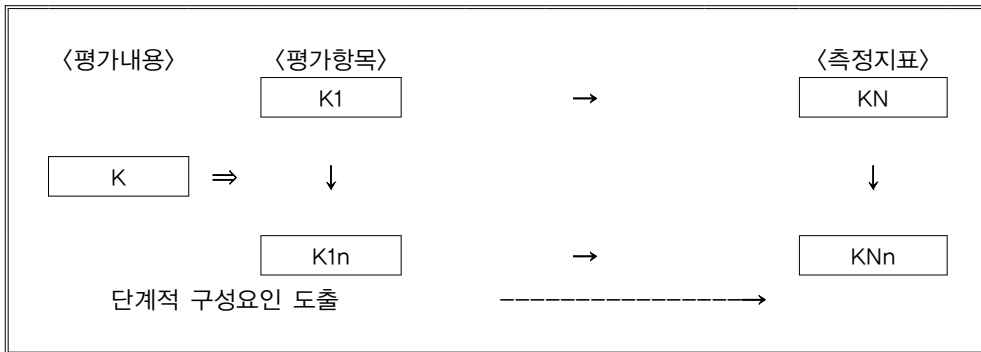 〈평가내용〉 〈평가항목〉 〈측정지표〉
K1 → KN
K ⇒ ↓ ↓
K1n → KNn
단계적 구성요인 도출 ----------------→